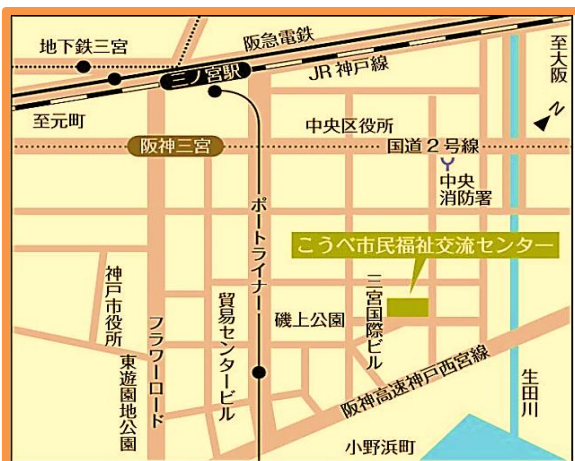 地下鉄三宮
阪急電鉄
至大阪
三ノ宮駅
JR神戸線
N
至元町
中央区役所
阪神三宮
国道2号線
中央
消防署
ポートライナー
こうべ市民福祉交流センター
神戸市役所
フラワーロード
貿易センタービル
磯上公園
三宮国際ビル
東遊園地公園
阪神高速神戸西宮線
生田川
小野浜町